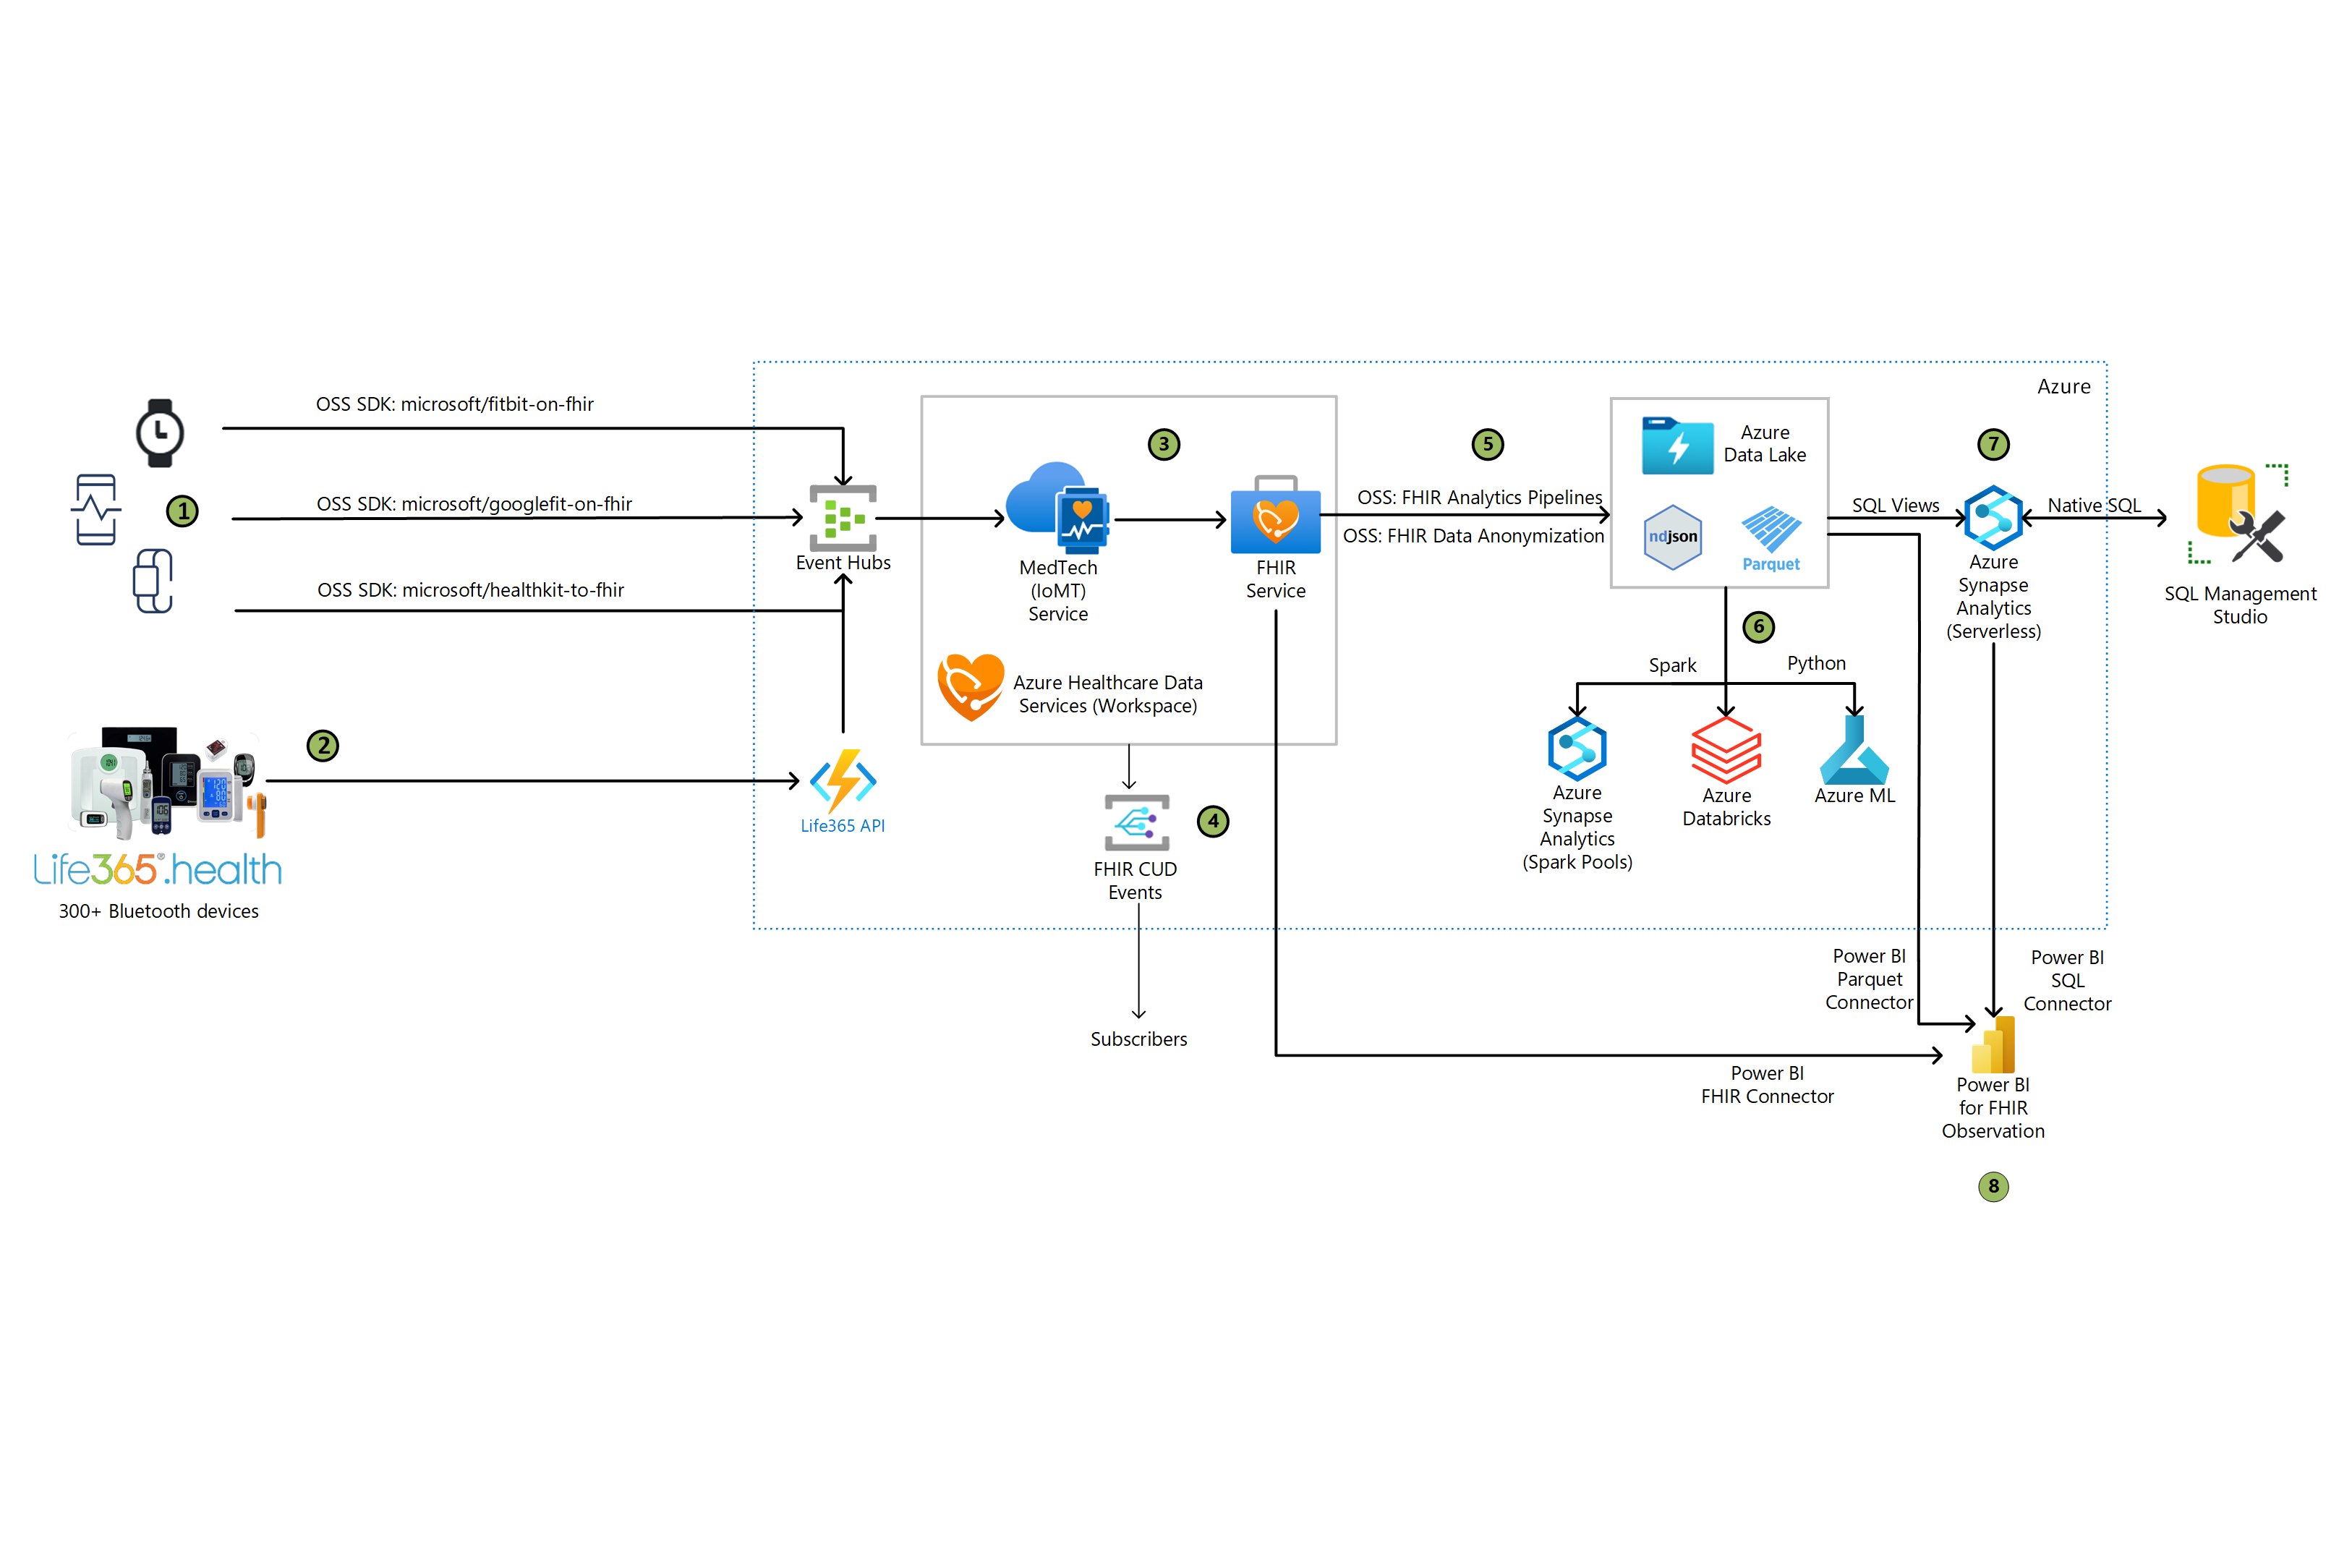 Azure
OSS SDK: microsoft/fitbit-on-fhir
1
OSS SDK: microsoft/googlefit-on-fhir
OSS SDK: microsoft/healthkit-to-fhir
Event Hubs
3
MedTech
(IoMT)
Service
FHIR
Service
Azure Healthcare Data
Services (Workspace)
5
OSS: FHIR Analytics Pipelines
OSS: FHIR Data Anonymization
Azure
Data Lake
ndjson
Parquet
7
SQL Views
Native SQL
Azure
Synapse
Analytics
(Serverless)
SQL Management
Studio
6
Spark
Python
Azure
Synapse
Analytics
(Spark Pools)
Azure
Databricks
Azure ML
2
Life365®.health
300+ Bluetooth devices
Life365 API
4
FHIR CUD
Events
Subscribers
Power BI
Parquet
Connector
Power BI
SQL
Connector
Power BI
FHIR Connector
Power BI
for FHIR
Observation
8